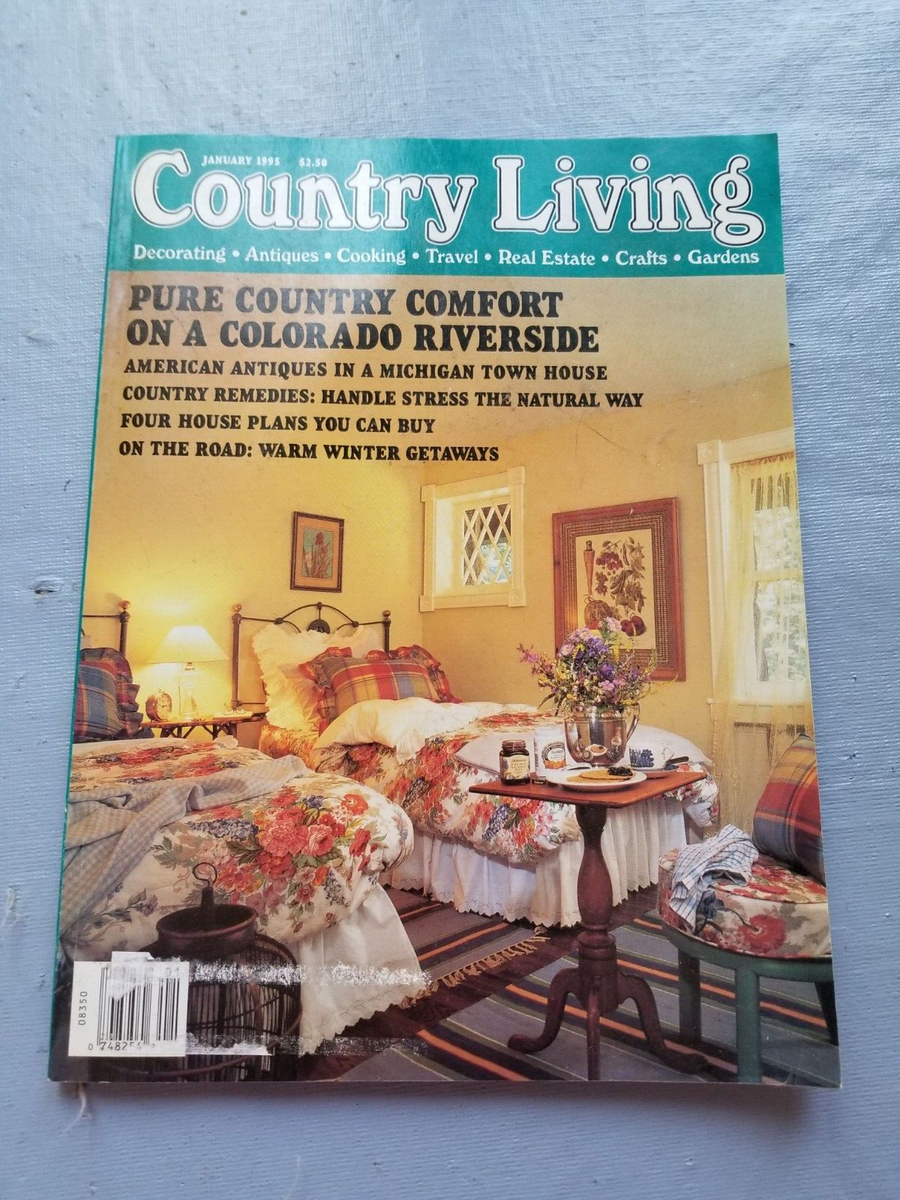 JANUARY 1995 $2.50
Country Living
Decorating • Antiques • Cooking • Travel • Real Estate • Crafts • Gardens
PURE COUNTRY COMFORT
ON A COLORADO RIVERSIDE
AMERICAN ANTIQUES IN A MICHIGAN TOWN HOUSE
COUNTRY REMEDIES: HANDLE STRESS THE NATURAL WAY
FOUR HOUSE PLANS YOU CAN BUY
ON THE ROAD: WARM WINTER GETAWAYS
08350